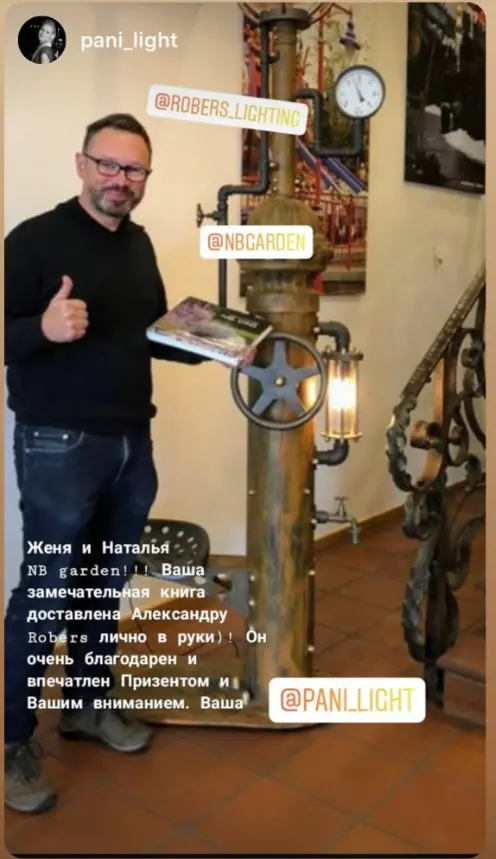 pani_light
@ROBERS_LIGHTING
@NBGARDEN
Женя и Наталья
NB garden!!! Ваша
замечательная книга
доставлена Александру
Robers лично в руки)! Он
очень благодарен и
впечатлен Призентом и
Вашим вниманием. Ваша
@PANI_LIGHT